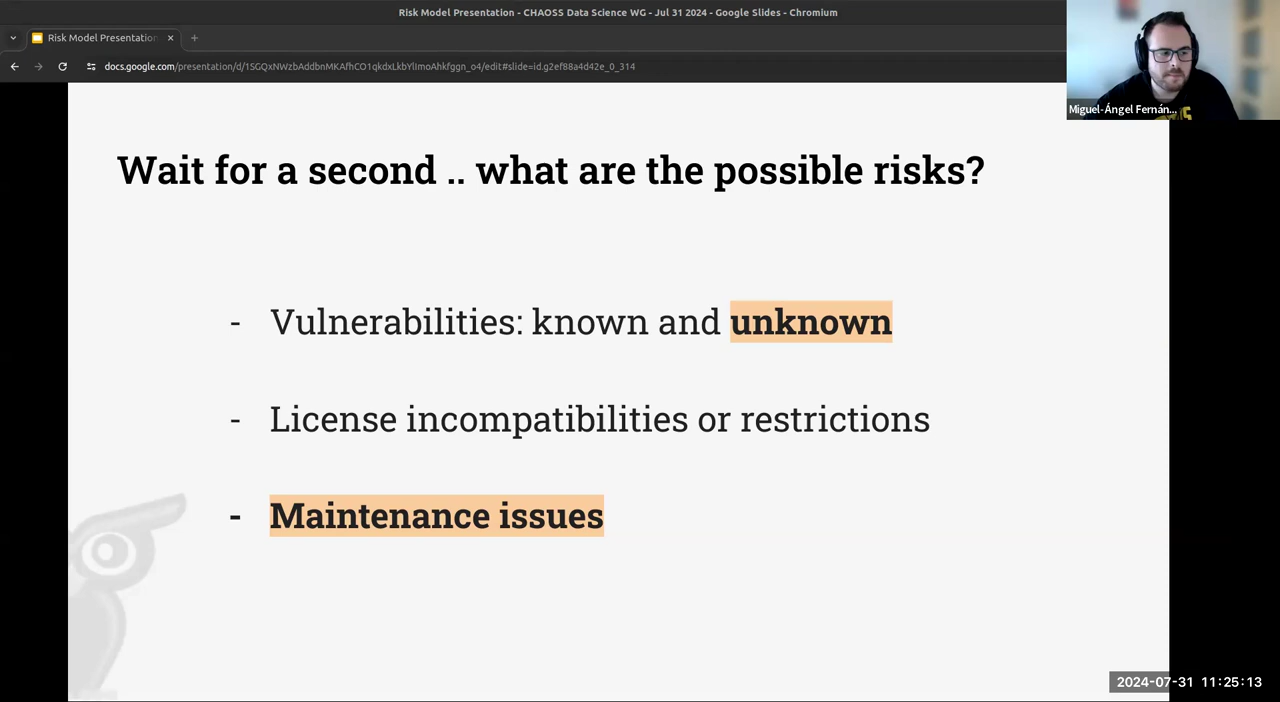 Risk Model Presentation - CHAOSS Data Science WG - Jul 31 2024 - Google Slides - Chromium
Risk Model Presentation
docs.google.com/presentation/d/1SGQxNWzbAddbnMKAfhCO1qkdxLkbYlImoAhkfggn_o4/edit#slide=id.g2ef88a4d42e_0_314
Miguel-Ángel Fernán...
Wait for a second .. what are the possible risks?
- Vulnerabilities: known and unknown
- License incompatibilities or restrictions
- Maintenance issues
2024-07-31 11:25:13